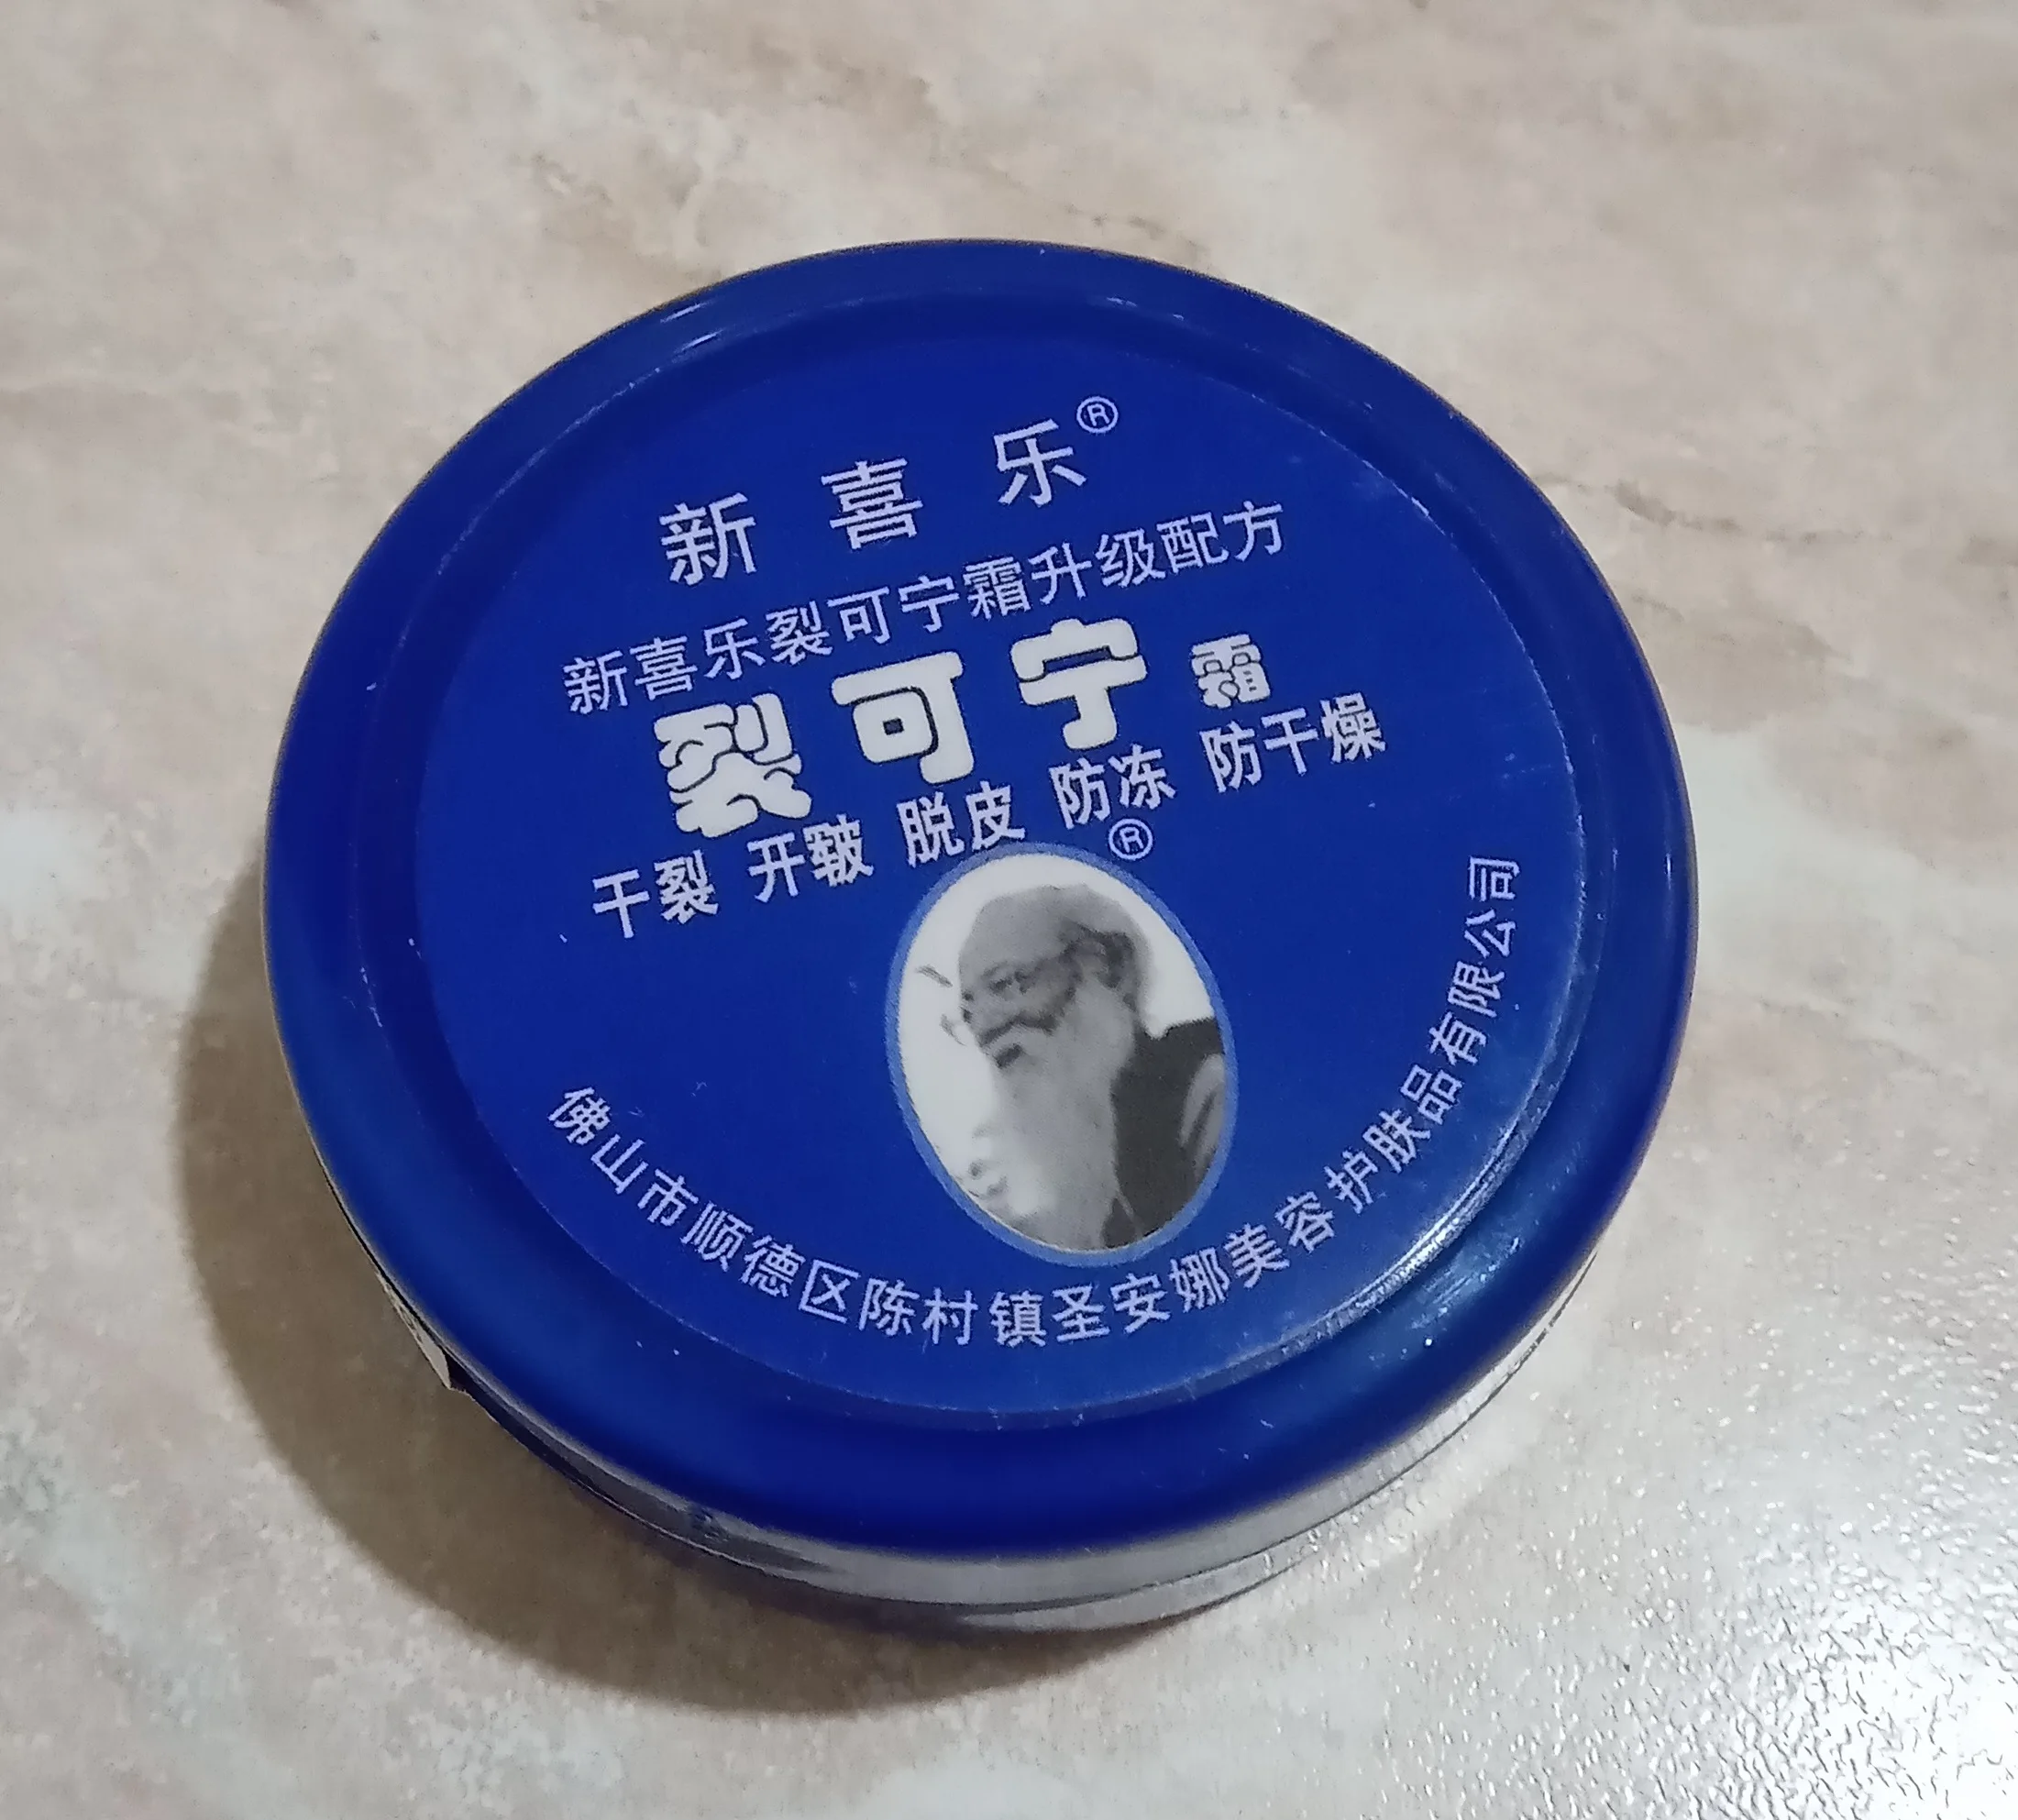 新喜乐®
新喜乐裂可宁霜升级配方
裂可宁霜
干裂 开皲 脱皮 防冻 防干燥
®
佛山市顺德区陈村镇圣安娜美容护肤品有限公司